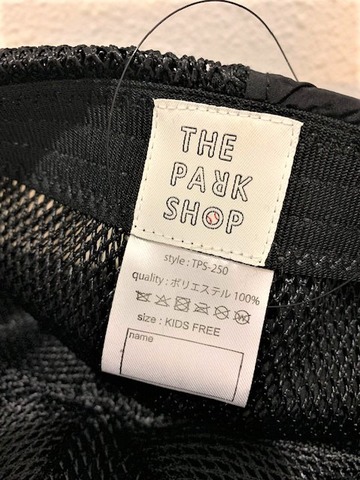 THE
PARK
SHOP
style : TPS-250
quality : ポリエステル 100%
size : KIDS FREE
name